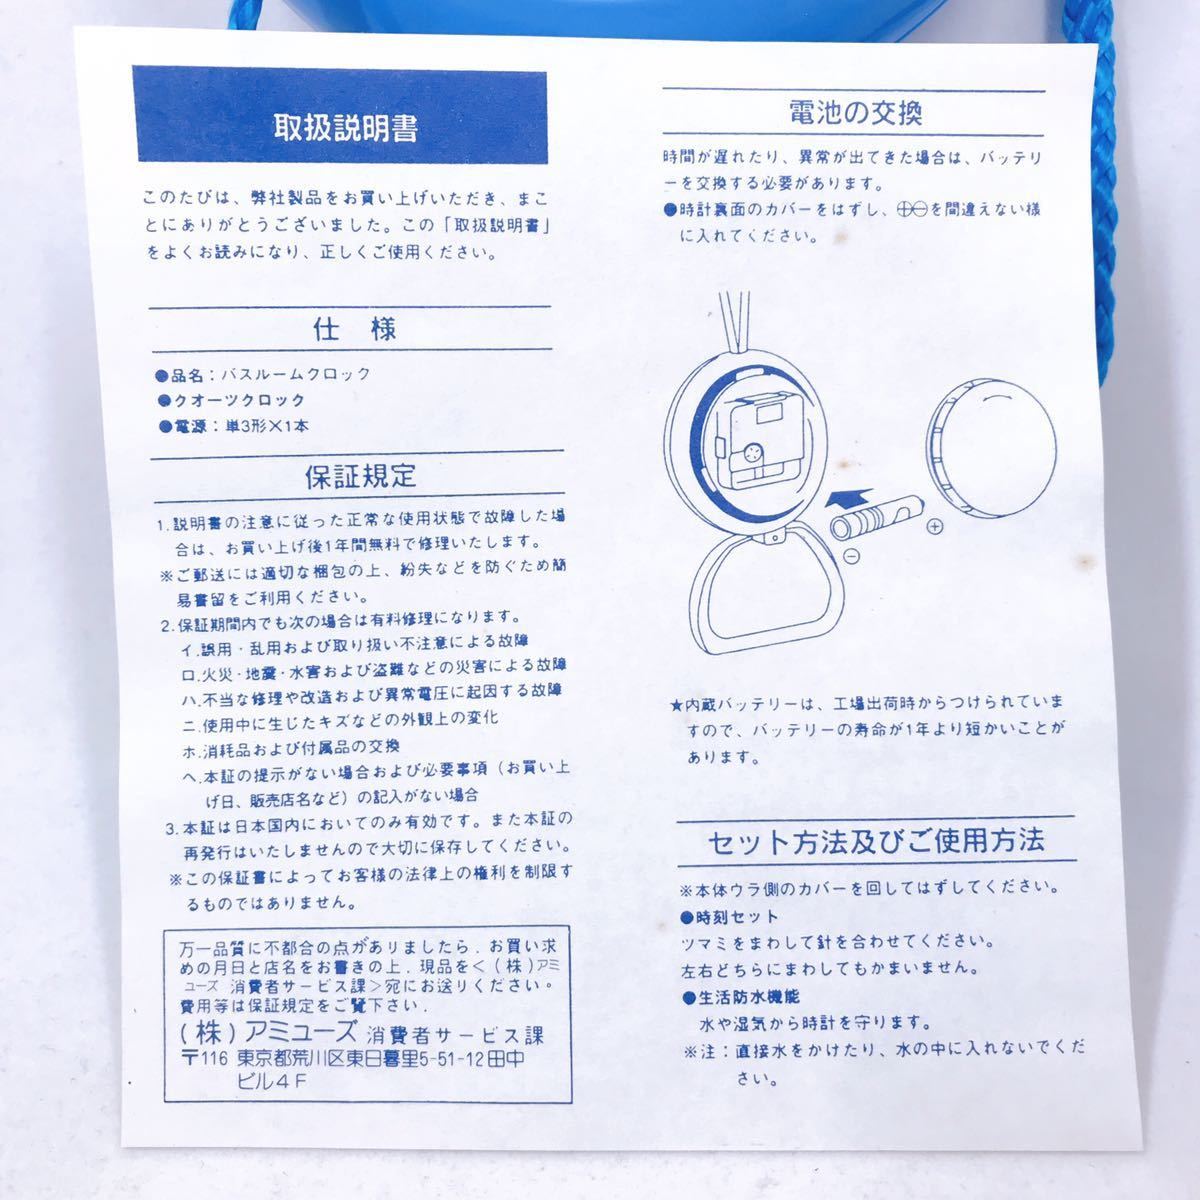 取扱説明書
このたびは、弊社製品をお買い上げいただき、まこ
とにありがとうございました。この「取扱説明書」
をよくお読みになり、正しくご使用ください。
仕 様
●品名：バスルームクロック
●クオーツクロック
●電源：単3形×1本
保証規定
1.説明書の注意に従った正常な使用状態で故障した場
合は、お買い上げ後1年間無料で修理いたします。
※ご郵送には適切な梱包の上、紛失などを防ぐため簡
易書留をご利用ください。
2.保証期間内でも次の場合は有料修理になります。
イ.誤用・乱用および取り扱い不注意による故障
ロ.火災・地震・水害および盗難などの災害による故障
ハ.不当な修理や改造および異常電圧に起因する故障
ニ.使用中に生じたキズなどの外観上の変化
ホ.消耗品および付属品の交換
ヘ.本証の提示がない場合および必要事項（お買い上
げ日、販売店名など）の記入がない場合
3.本証は日本国内においてのみ有効です。また本証の
再発行はいたしませんので大切に保存してください。
※この保証書によってお客様の法律上の権利を制限す
るものではありません。
万一品質に不都合の点がありましたら．お買い求
めの月日と店名をお書きの上．現品をく(株)アミ
ューズ 消費者サービス課＞宛にお送りください。
費用等は保証規定をご覧下さい．
(株)アミューズ 消費者サービス課
〒116 東京都荒川区東日暮里5-51-12田中
ビル4F
電池の交換
時間が遅れたり、異常が出てきた場合は、バッテリ
ーを交換する必要があります。
●時計裏面のカバーをはずし、⊕⊖を間違えない様
に入れてください。
⊕
⊖
★内蔵バッテリーは、工場出荷時からつけられていま
すので、バッテリーの寿命が1年より短かいことが
あります。
セット方法及びご使用方法
※本体ウラ側のカバーを回してはずしてください。
●時刻セット
ツマミをまわして針を合わせてください。
左右どちらにまわしてもかまいません。
●生活防水機能
水や湿気から時計を守ります。
※注：直接水をかけたり、水の中に入れないでくだ
さい。